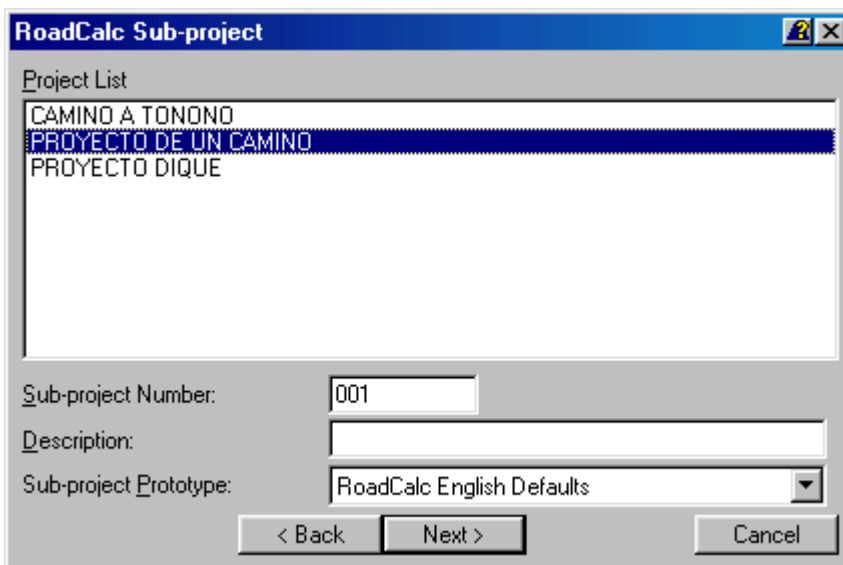 RoadCalc Sub-project
Project List
CAMINO A TONONO
PROYECTO DE UN CAMINO
PROYECTO DIQUE
Sub-project Number: 001
Description:
Sub-project Prototype: RoadCalc English Defaults
< Back Next > Cancel